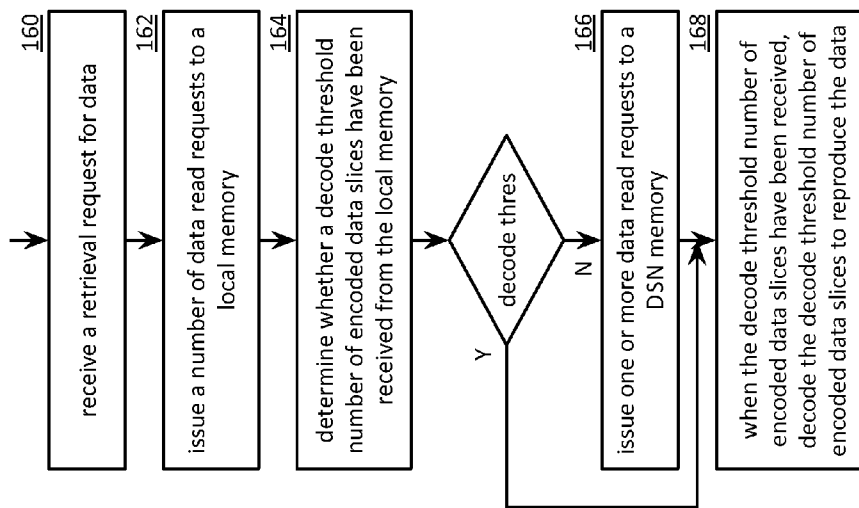 160
receive a retrieval request for data
162
issue a number of data read requests to a
local memory
164
determine whether a decode threshold
number of encoded data slices have been
received from the local memory
decode thres
Y
N
166
issue one or more data read requests to a
DSN memory
168
when the decode threshold number of
encoded data slices have been received,
decode the decode threshold number of
encoded data slices to reproduce the data